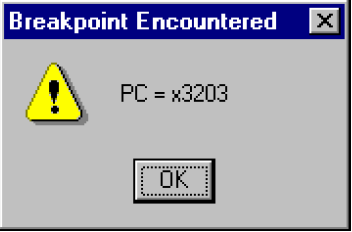 Breakpoint Encountered
PC = x3203
OK